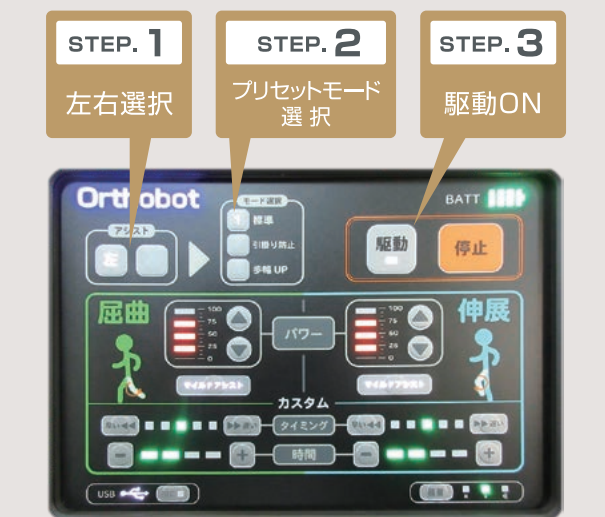 STEP. 1
左右選択
STEP. 2
プリセットモード
選択
STEP. 3
駆動ON
Orthobot
BATT
アシスト
左
モード選択
標準
引掛り防止
歩幅 UP
駆動
停止
屈曲
100
75
50
25
0
パワー
100
75
50
25
0
伸展
マイルドアシスト
マイルドアシスト
カスタム
早い
遅い
タイミング
早い
遅い
時間
USB